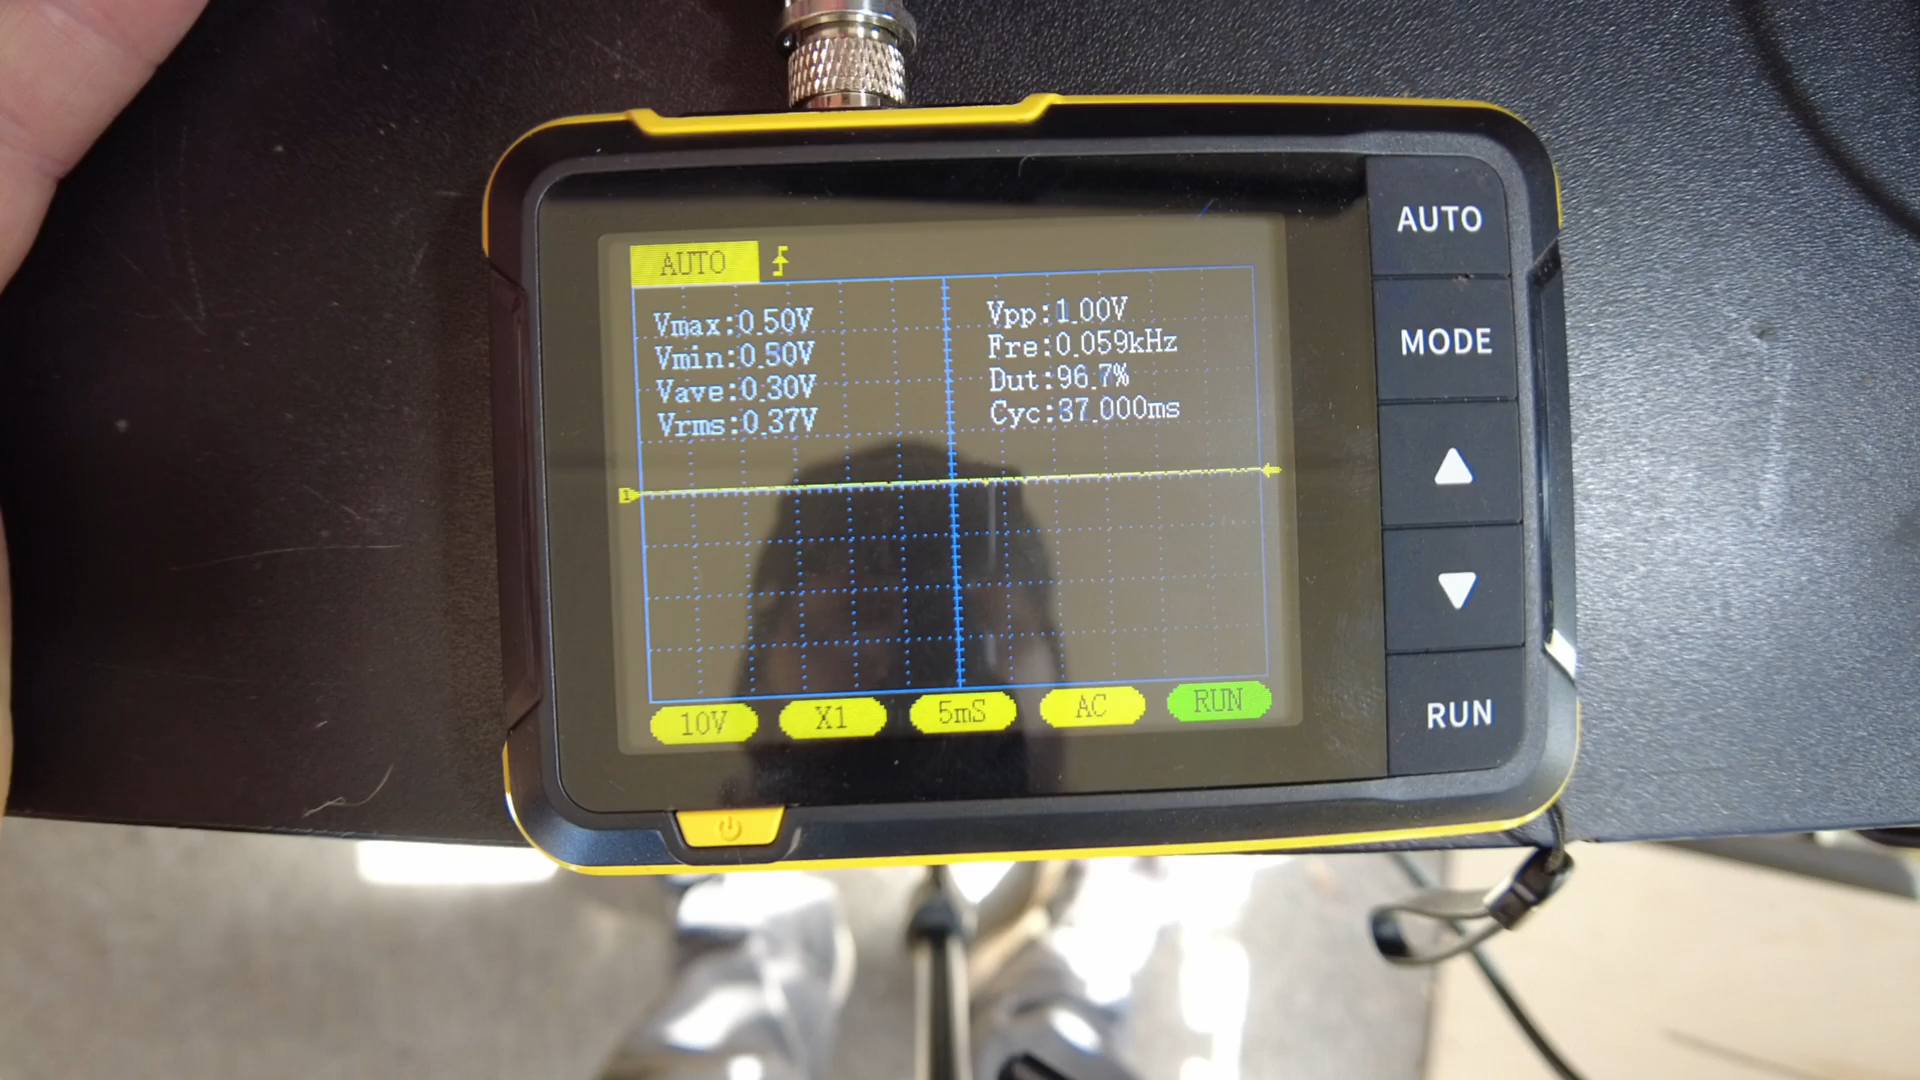 AUTO
Vmax:0.50V
Vmin:0.50V
Vave:0.30V
Vrms:0.37V
Vpp:1.00V
Fre:0.059kHz
Dut:96.7%
Cyc:37.000ms
1
10V
X1
5mS
AC
RUN
AUTO
MODE
RUN